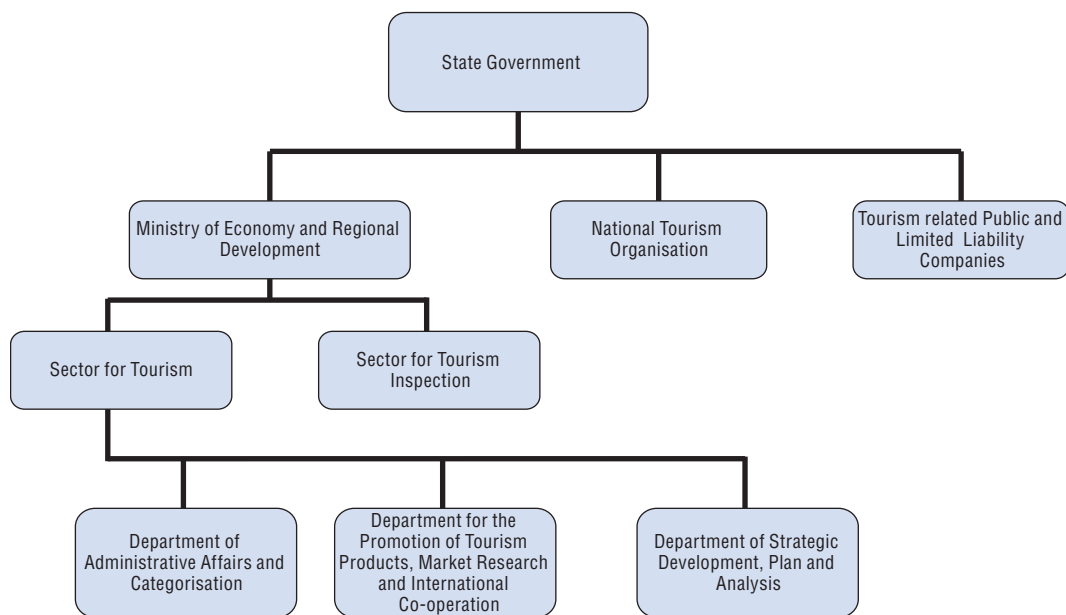 State Government
Ministry of Economy and Regional
Development
National Tourism
Organisation
Tourism related Public and
Limited Liability
Companies
Sector for Tourism
Sector for Tourism
Inspection
Department of
Administrative Affairs and
Categorisation
Department for the
Promotion of Tourism
Products, Market Research
and International
Co-operation
Department of Strategic
Development, Plan and
Analysis